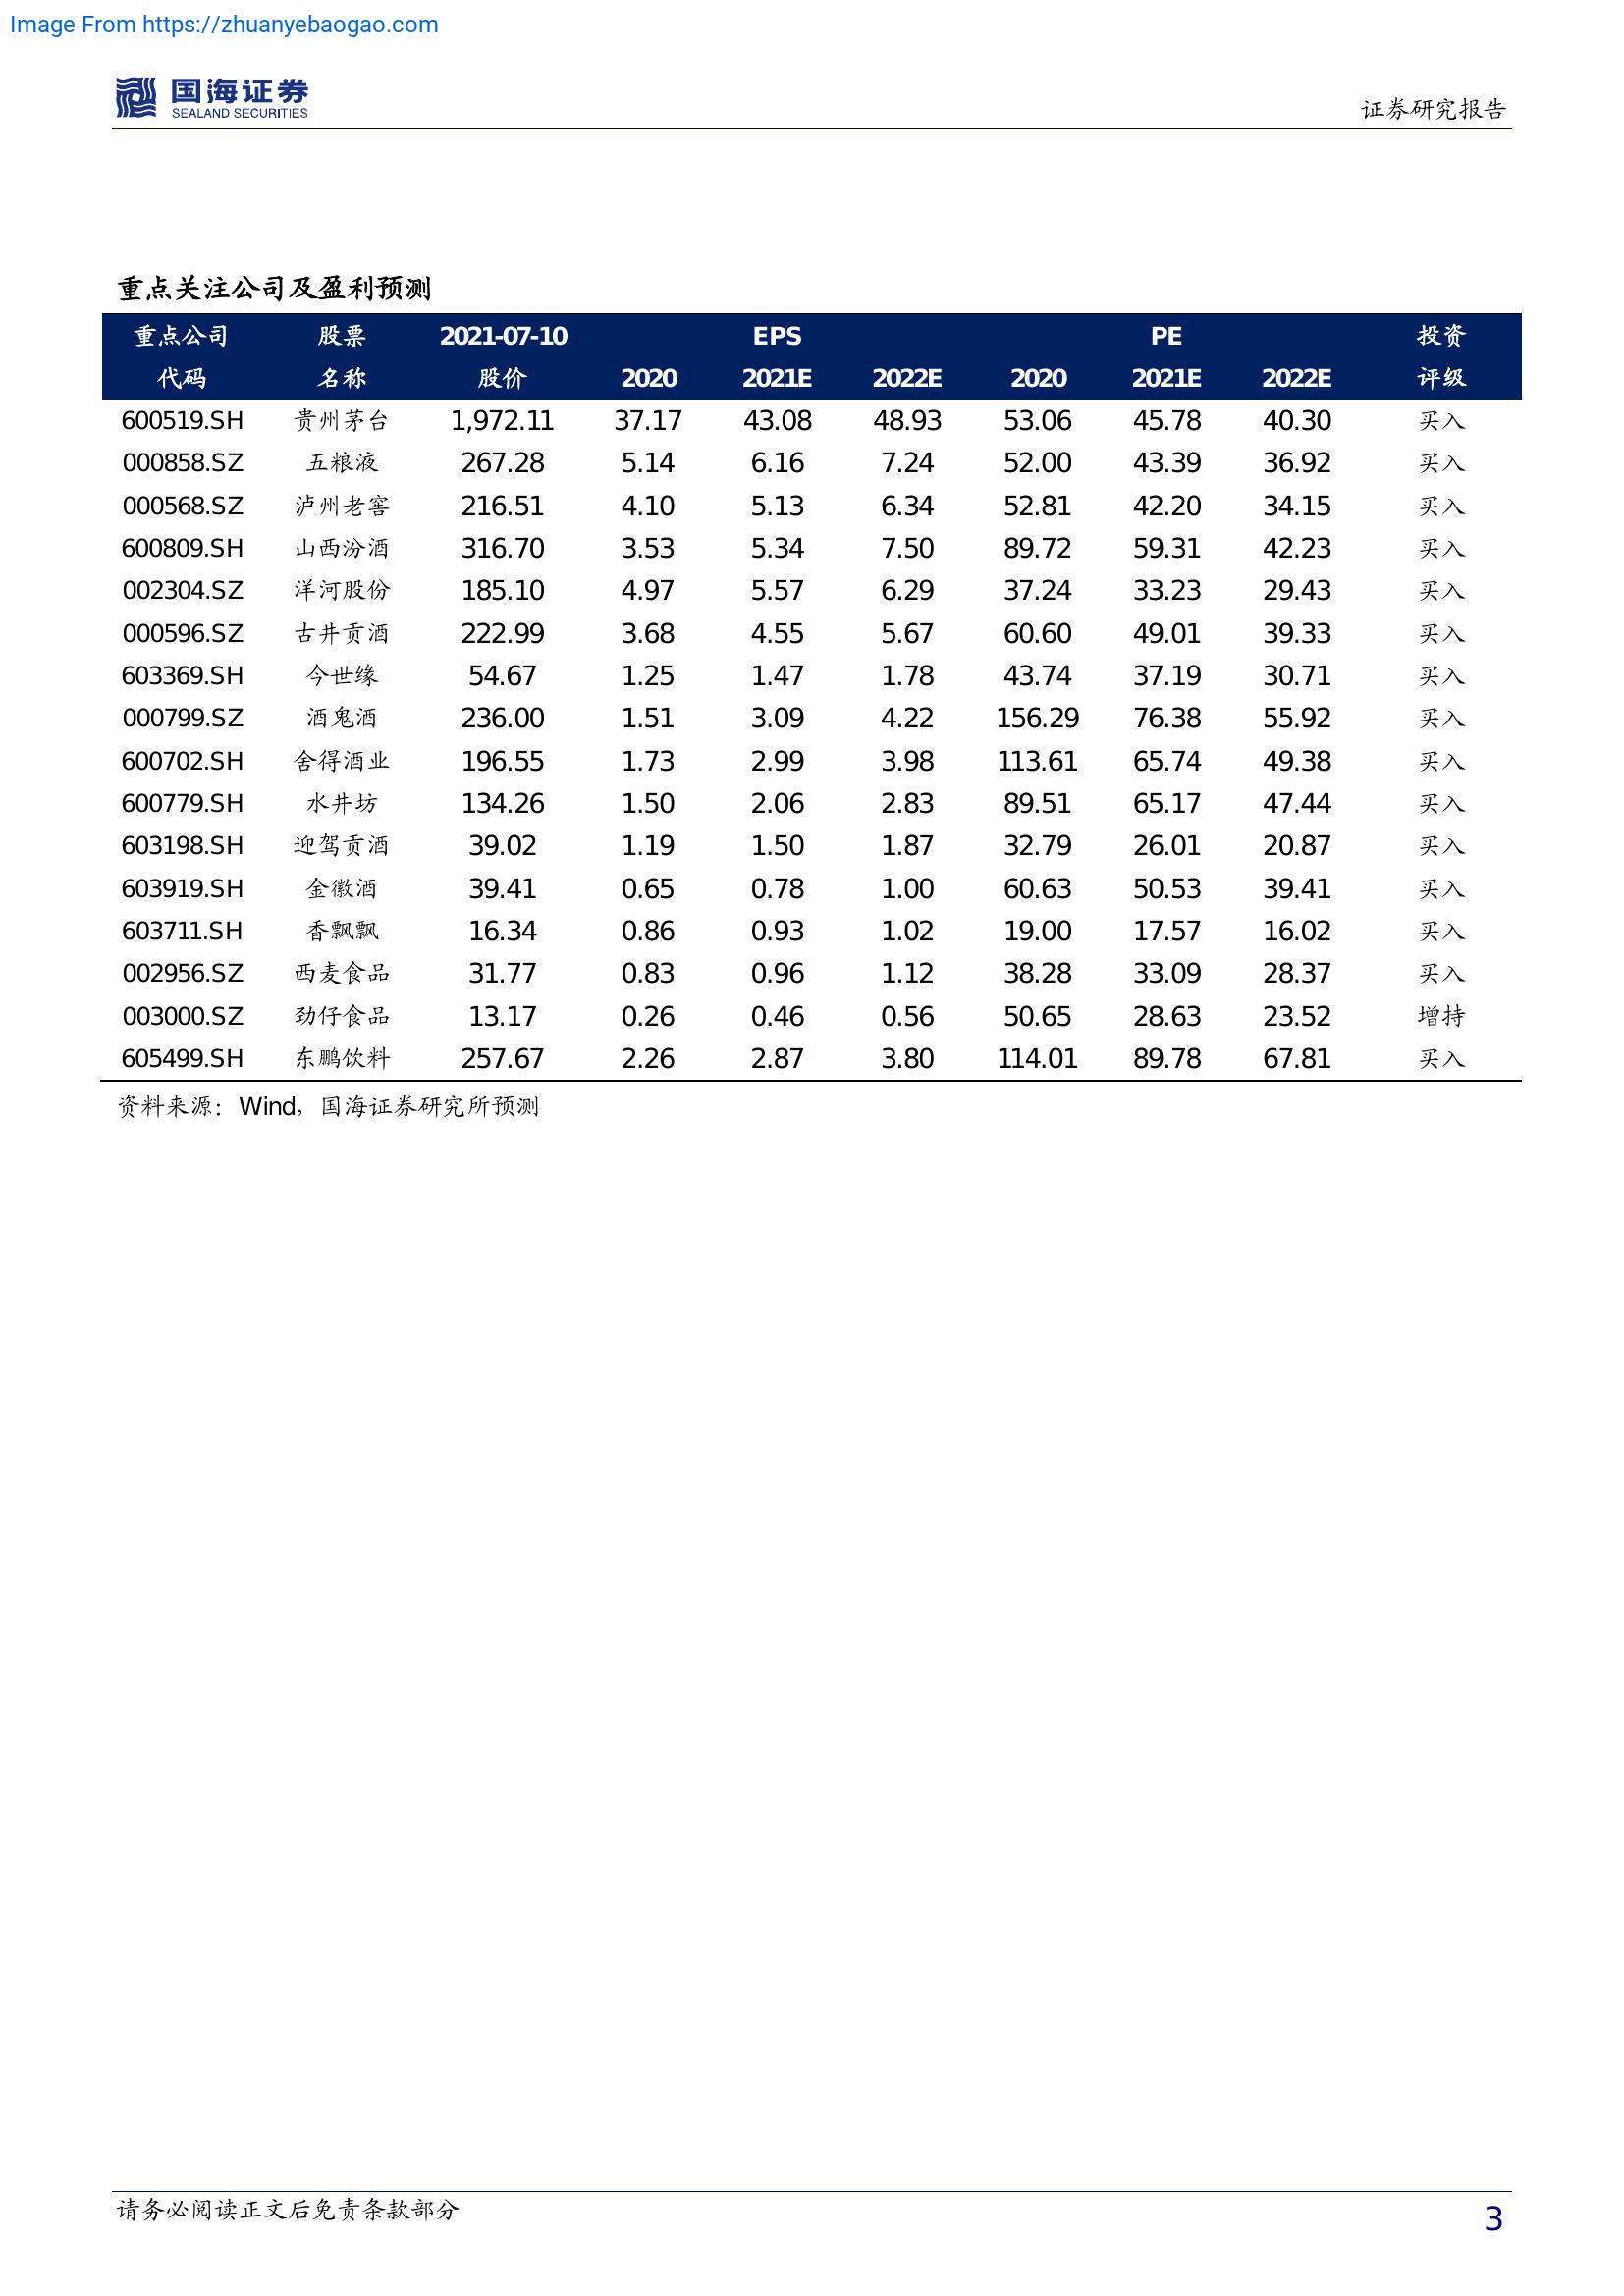 Image From https://zhuanyebaogao.com
国海证券
SEALAND SECURITIES
证券研究报告
重点关注公司及盈利预测
重点公司 股票 2021-07-10 EPS PE 投资
代码 名称 股价 2020 2021E 2022E 2020 2021E 2022E 评级
600519.SH 贵州茅台 1,972.11 37.17 43.08 48.93 53.06 45.78 40.30 买入
000858.SZ 五粮液 267.28 5.14 6.16 7.24 52.00 43.39 36.92 买入
000568.SZ 泸州老窖 216.51 4.10 5.13 6.34 52.81 42.20 34.15 买入
600809.SH 山西汾酒 316.70 3.53 5.34 7.50 89.72 59.31 42.23 买入
002304.SZ 洋河股份 185.10 4.97 5.57 6.29 37.24 33.23 29.43 买入
000596.SZ 古井贡酒 222.99 3.68 4.55 5.67 60.60 49.01 39.33 买入
603369.SH 今世缘 54.67 1.25 1.47 1.78 43.74 37.19 30.71 买入
000799.SZ 酒鬼酒 236.00 1.51 3.09 4.22 156.29 76.38 55.92 买入
600702.SH 舍得酒业 196.55 1.73 2.99 3.98 113.61 65.74 49.38 买入
600779.SH 水井坊 134.26 1.50 2.06 2.83 89.51 65.17 47.44 买入
603198.SH 迎驾贡酒 39.02 1.19 1.50 1.87 32.79 26.01 20.87 买入
603919.SH 金徽酒 39.41 0.65 0.78 1.00 60.63 50.53 39.41 买入
603711.SH 香飘飘 16.34 0.86 0.93 1.02 19.00 17.57 16.02 买入
002956.SZ 西麦食品 31.77 0.83 0.96 1.12 38.28 33.09 28.37 买入
003000.SZ 劲仔食品 13.17 0.26 0.46 0.56 50.65 28.63 23.52 增持
605499.SH 东鹏饮料 257.67 2.26 2.87 3.80 114.01 89.78 67.81 买入
资料来源：Wind，国海证券研究所预测
请务必阅读正文后免责条款部分
3